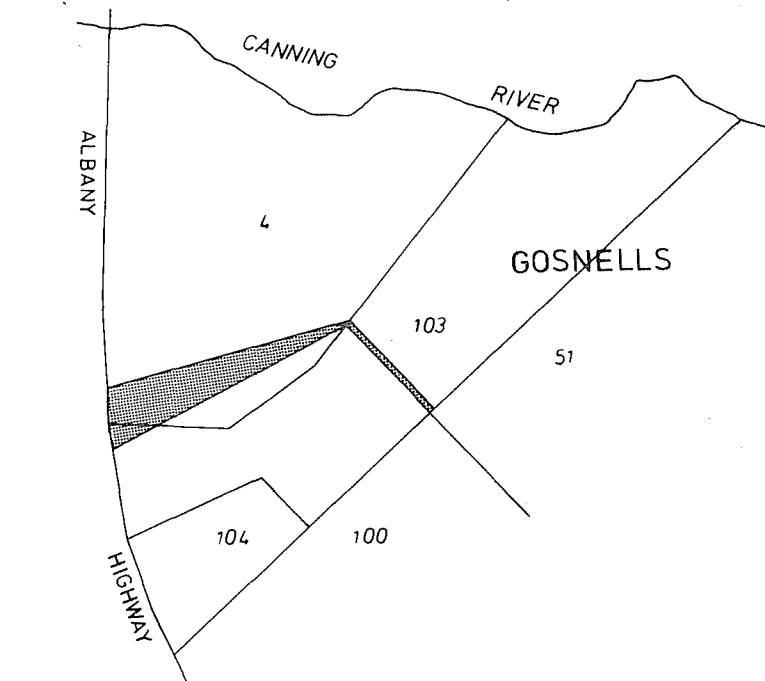 CANNING
RIVER
ALBANY
4
GOSNELLS
103
51
104
100
HIGHWAY